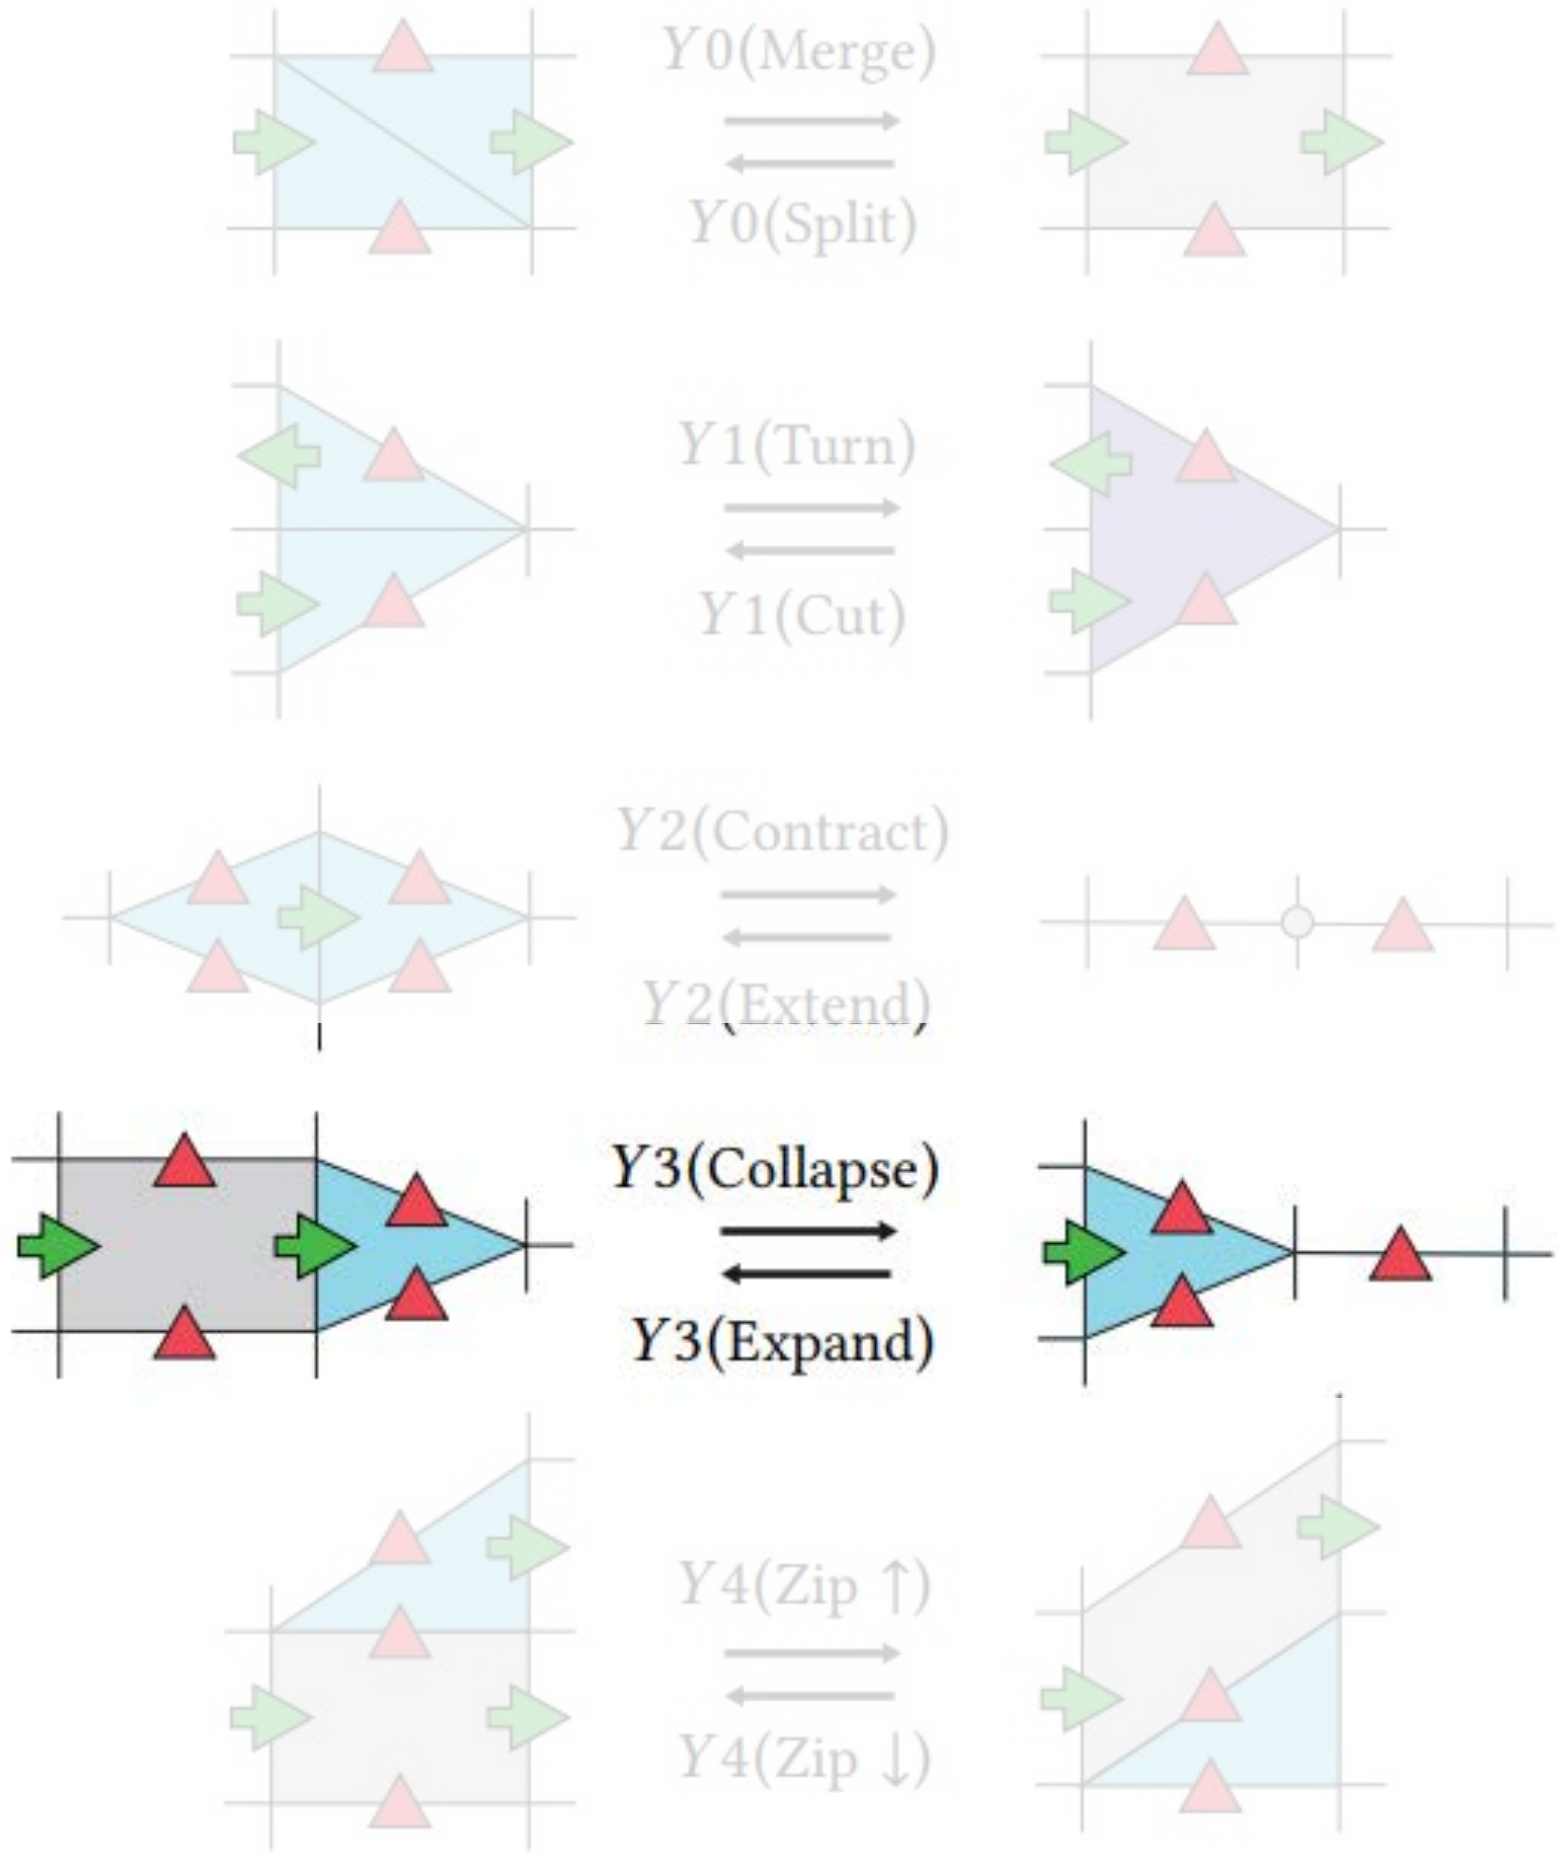 Y0(Merge)
Y0(Split)
Y1(Turn)
Y1(Cut)
Y2(Contract)
Y2(Extend)
Y3(Collapse)
Y3(Expand)
Y4(Zip ↑)
Y4(Zip ↓)